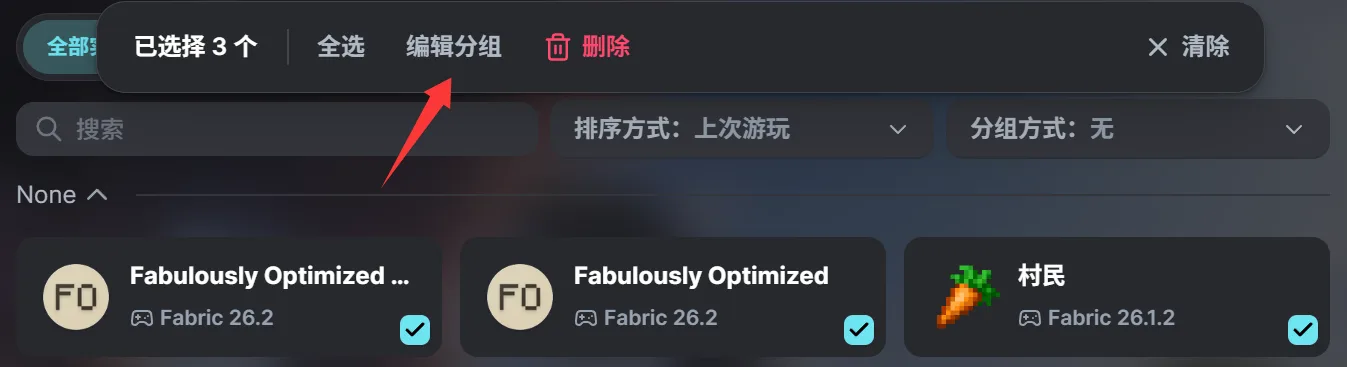 全部
已选择 3 个
全选
编辑分组
删除
清除
搜索
排序方式：上次游玩
分组方式：无
None
Fabulously Optimized ...
Fabric 26.2
Fabulously Optimized
Fabric 26.2
村民
Fabric 26.1.2